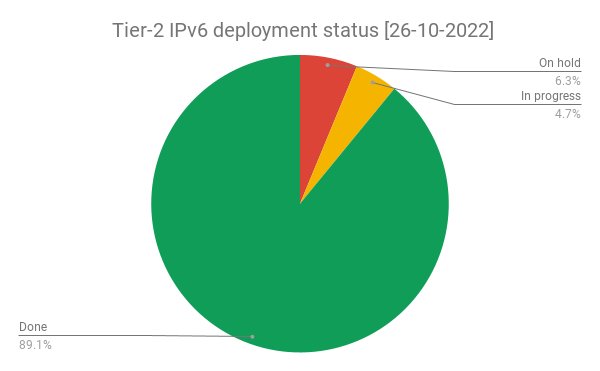 Tier-2 IPv6 deployment status [26-10-2022]
On hold
6.3%
In progress
4.7%
Done
89.1%